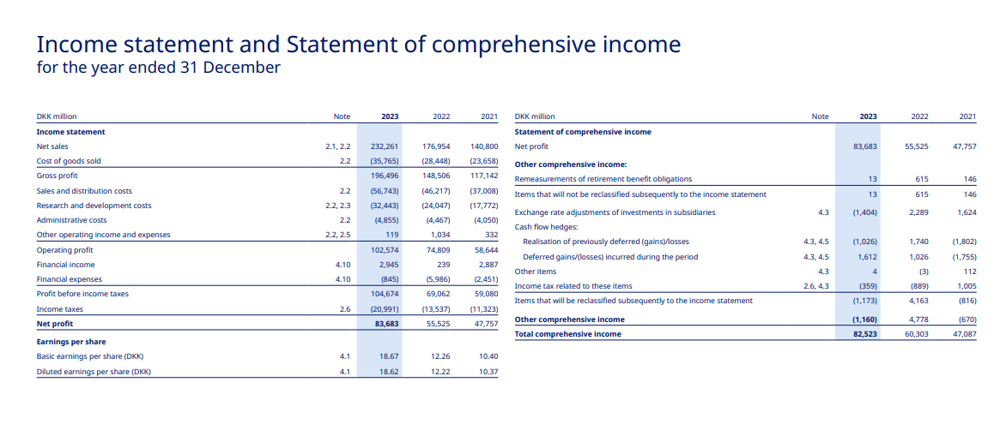 Income statement and Statement of comprehensive income
for the year ended 31 December
DKK million Note 2023 2022 2021
Income statement
Net sales 2.1, 2.2 232,261 176,954 140,800
Cost of goods sold 2.2 (35,765) (28,448) (23,658)
Gross profit 196,496 148,506 117,142
Sales and distribution costs 2.2 (56,743) (46,217) (37,008)
Research and development costs 2.2, 2.3 (32,443) (24,047) (17,772)
Administrative costs 2.2 (4,855) (4,467) (4,050)
Other operating income and expenses 2.2, 2.5 119 1,034 332
Operating profit 102,574 74,809 58,644
Financial income 4.10 2,945 239 2,887
Financial expenses 4.10 (845) (5,986) (2,451)
Profit before income taxes 104,674 69,062 59,080
Income taxes 2.6 (20,991) (13,537) (11,323)
Net profit 83,683 55,525 47,757
Earnings per share
Basic earnings per share (DKK) 4.1 18.67 12.26 10.40
Diluted earnings per share (DKK) 4.1 18.62 12.22 10.37
DKK million Note 2023 2022 2021
Statement of comprehensive income
Net profit 83,683 55,525 47,757
Other comprehensive income:
Remeasurements of retirement benefit obligations 13 615 146
Items that will not be reclassified subsequently to the income statement 13 615 146
Exchange rate adjustments of investments in subsidiaries 4.3 (1,404) 2,289 1,624
Cash flow hedges:
Realisation of previously deferred (gains)/losses 4.3, 4.5 (1,026) 1,740 (1,802)
Deferred gains/(losses) incurred during the period 4.3, 4.5 1,612 1,026 (1,755)
Other items 4.3 4 (3) 112
Income tax related to these items 2.6, 4.3 (359) (889) 1,005
Items that will be reclassified subsequently to the income statement (1,173) 4,163 (816)
Other comprehensive income (1,160) 4,778 (670)
Total comprehensive income 82,523 60,303 47,087